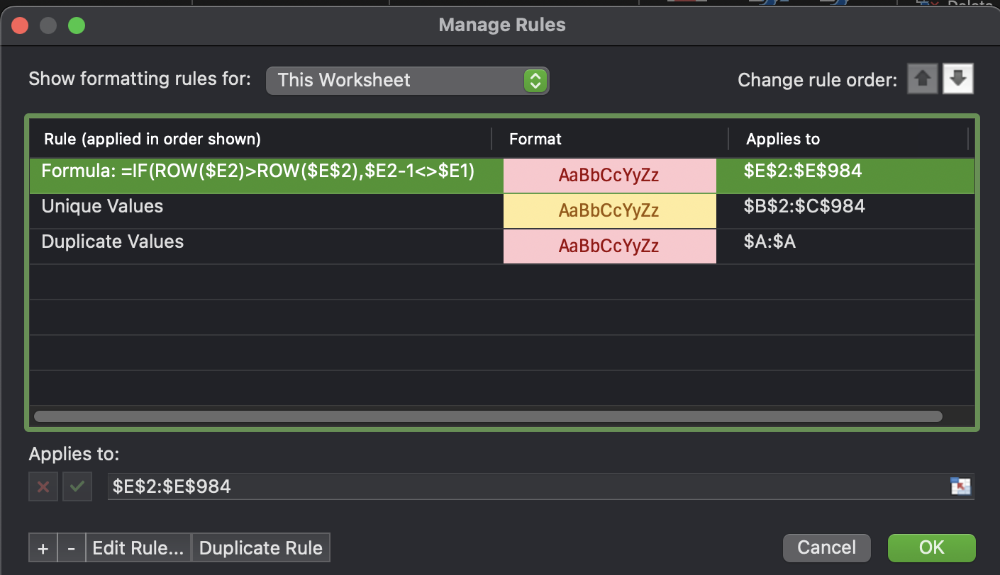 Delete
Manage Rules
Show formatting rules for: This Worksheet Change rule order:
Rule (applied in order shown) Format Applies to
Formula: =IF(ROW($E2)>ROW($E$2),$E2-1<>$E1) AaBbCcYyZz $E$2:$E$984
Unique Values AaBbCcYyZz $B$2:$C$984
Duplicate Values AaBbCcYyZz $A:$A
Applies to:
$E$2:$E$984
+ - Edit Rule... Duplicate Rule Cancel OK